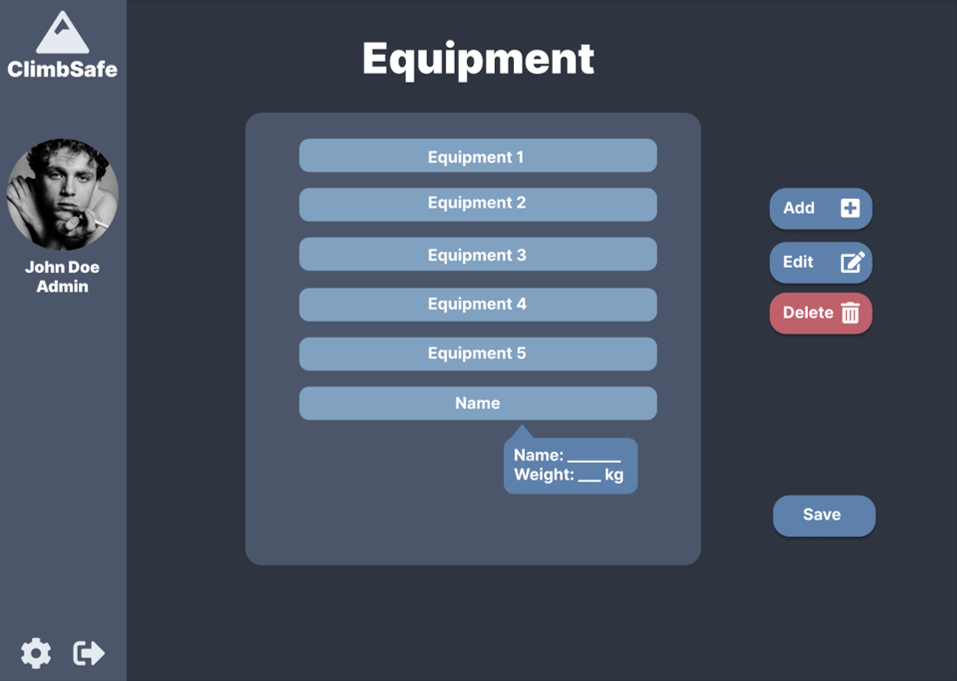 ClimbSafe
John Doe
Admin
Equipment
Equipment 1
Equipment 2
Equipment 3
Equipment 4
Equipment 5
Name
Name: ______
Weight: ___ kg
Add
Edit
Delete
Save